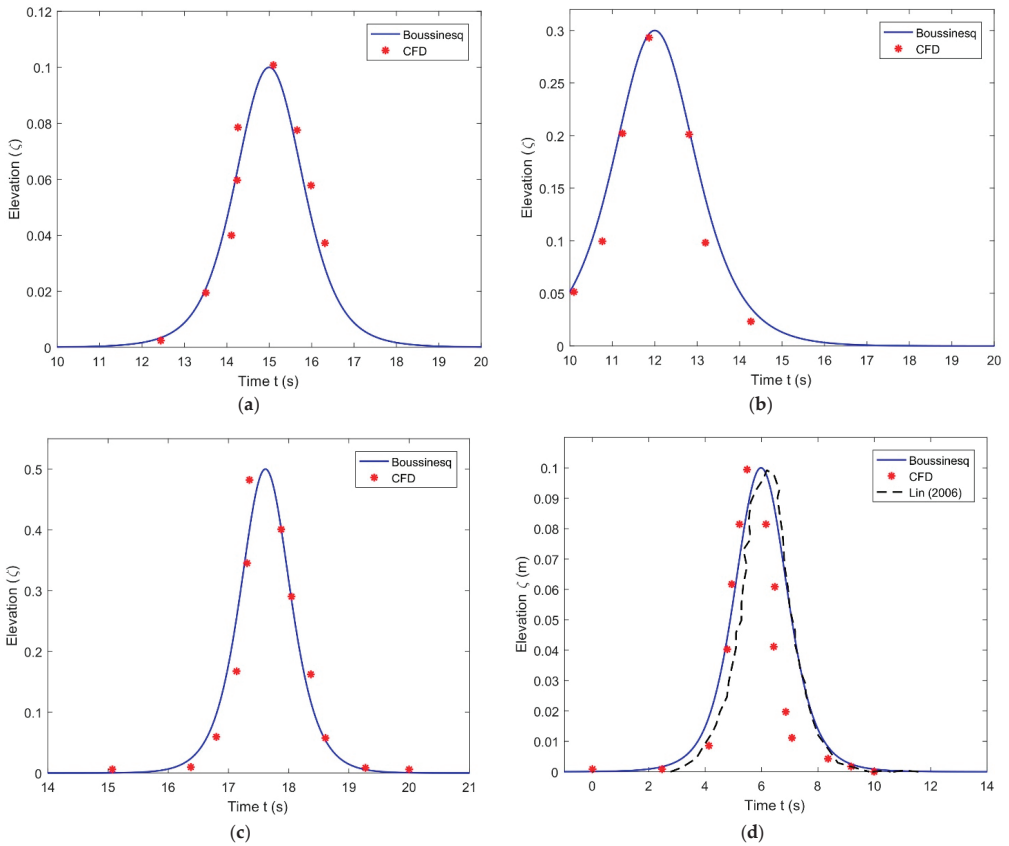 0.12
0.1
0.08
0.06
0.04
0.02
0
Elevation (ζ)
10 11 12 13 14 15 16 17 18 19 20
Time t (s)
Boussinesq
CFD
(a)
0.3
0.25
0.2
0.15
0.1
0.05
0
Elevation (ζ)
10 11 12 13 14 15 16 17 18 19 20
Time t (s)
Boussinesq
CFD
(b)
0.5
0.4
0.3
0.2
0.1
0
Elevation (ζ)
14 15 16 17 18 19 20 21
Time t (s)
Boussinesq
CFD
(c)
0.1
0.09
0.08
0.07
0.06
0.05
0.04
0.03
0.02
0.01
0
Elevation ζ (m)
0 2 4 6 8 10 12 14
Time t (s)
Boussinesq
CFD
Lin (2006)
(d)